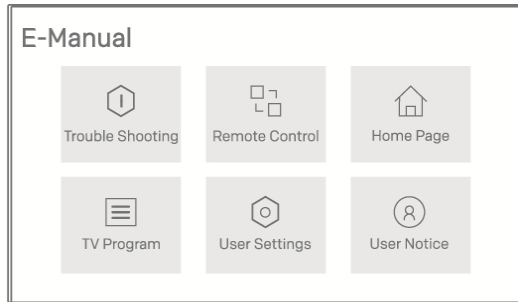 E-Manual
Trouble Shooting
Remote Control
Home Page
TV Program
User Settings
User Notice